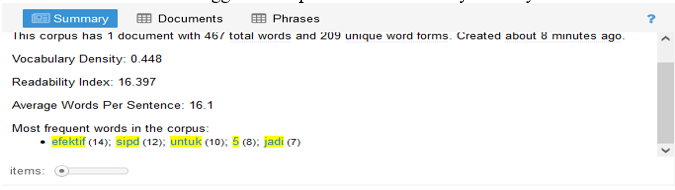 Summary Documents Phrases ?
This corpus has 1 document with 467 total words and 209 unique word forms. Created about 8 minutes ago.
Vocabulary Density: 0.448
Readability Index: 16.397
Average Words Per Sentence: 16.1
Most frequent words in the corpus:
• efektif (14); sipd (12); untuk (10); 5 (8); jadi (7)
items: